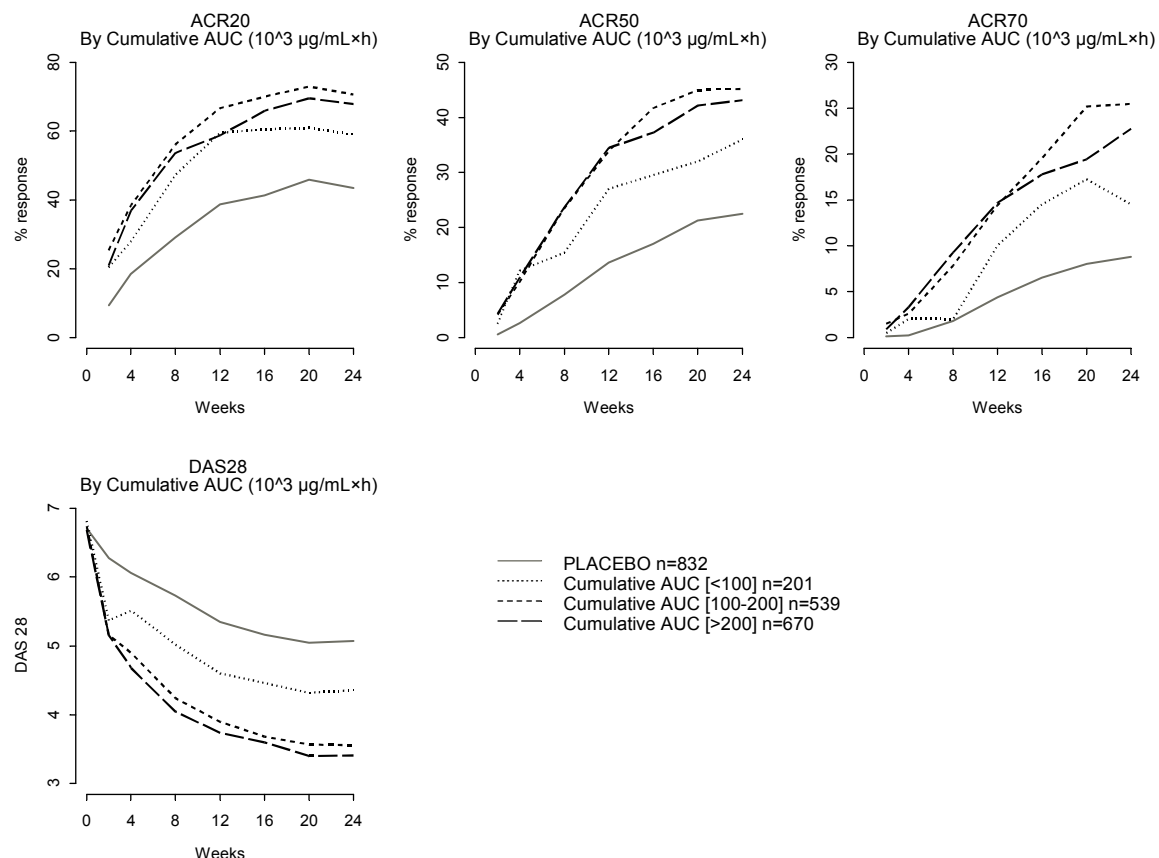 ACR20
By Cumulative AUC (10^3 µg/mL×h)
% response
80
60
40
20
0
0 4 8 12 16 20 24
Weeks
ACR50
By Cumulative AUC (10^3 µg/mL×h)
% response
50
40
30
20
10
0
0 4 8 12 16 20 24
Weeks
ACR70
By Cumulative AUC (10^3 µg/mL×h)
% response
30
25
20
15
10
5
0
0 4 8 12 16 20 24
Weeks
DAS28
By Cumulative AUC (10^3 µg/mL×h)
DAS 28
7
6
5
4
3
0 4 8 12 16 20 24
Weeks
PLACEBO n=832
Cumulative AUC [<100] n=201
Cumulative AUC [100-200] n=539
Cumulative AUC [>200] n=670